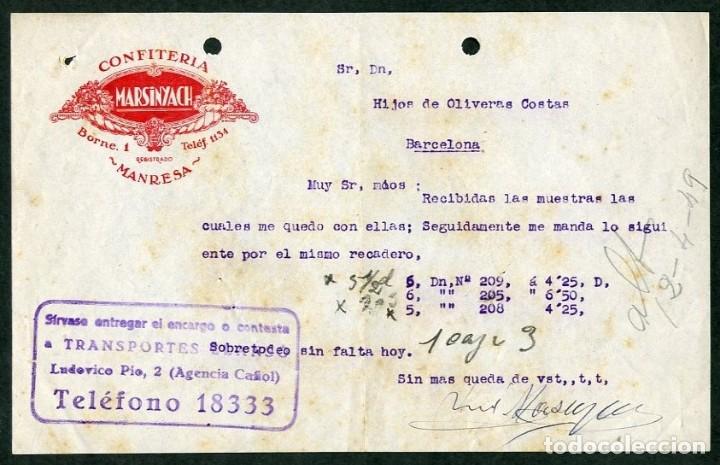 CONFITERIA
MARSINYACH
Borne, 1 Teléf. 1134
REGISTRADO
~MANRESA~
Sr, Dn,
Hijos de Oliveras Costas
Barcelona
Muy Sr, máos :
Recibidas las muestras las
cuales me quedo con ellas; Seguidamente me manda lo sigui
ente por el mismo recadero,
6, Dn,Nº 209, á 4'25, D,
6, "" 205, " 6'50,
5, "" 208 4'25,
Sobretodeo sin falta hoy.
Sin mas queda de vst,,t,t,
Sírvase entregar el encargo o contesta
a TRANSPORTES
Ludovico Pio, 2 (Agencia Cañol)
Teléfono 18333
todocoleccion